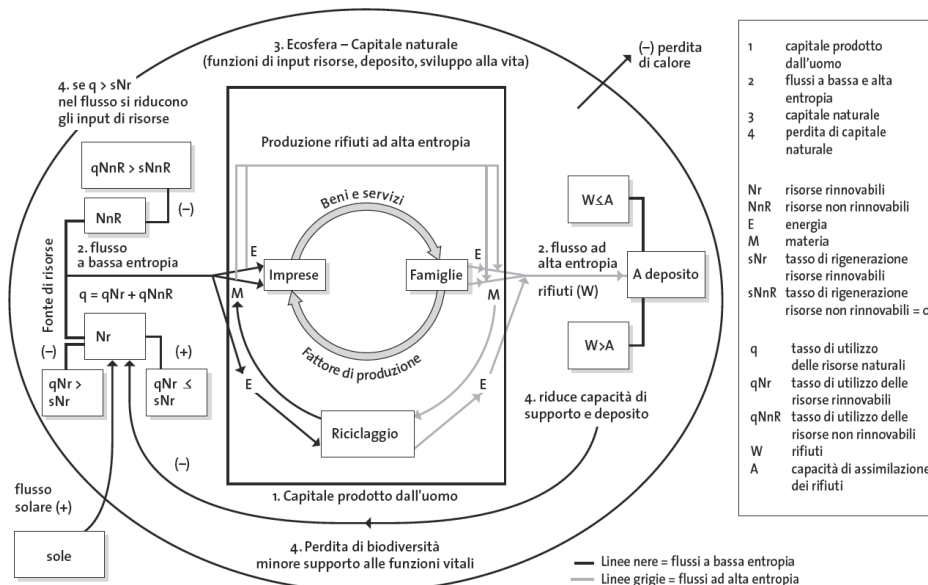 3. Ecosfera – Capitale naturale
(funzioni di input risorse, deposito, sviluppo alla vita)
(–) perdita
di calore
4. se q > sNr
nel flusso si riducono
gli input di risorse
qNnR > sNnR
NnR
(–)
Fonte di risorse
2. flusso
a bassa entropia
q = qNr + qNnR
Nr
(–)
(+)
qNr >
sNr
qNr ≤
sNr
(–)
flusso
solare (+)
sole
Produzione rifiuti ad alta entropia
Beni e servizi
E
Imprese
M
Famiglie
E
M
Fattore di produzione
E
E
Riciclaggio
1. Capitale prodotto dall'uomo
2. flusso ad
alta entropia
rifiuti (W)
W≤A
A deposito
W>A
4. riduce capacità di
supporto e deposito
4. Perdita di biodiversità
minore supporto alle funzioni vitali
1 capitale prodotto
dall'uomo
2 flussi a bassa e alta
entropia
3 capitale naturale
4 perdita di capitale
naturale
Nr risorse rinnovabili
NnR risorse non rinnovabili
E energia
M materia
sNr tasso di rigenerazione
risorse rinnovabili
sNnR tasso di rigenerazione
risorse non rinnovabili = 0
q tasso di utilizzo
delle risorse naturali
qNr tasso di utilizzo delle
risorse rinnovabili
qNnR tasso di utilizzo delle
risorse non rinnovabili
W rifiuti
A capacità di assimilazione
dei rifiuti
Linee nere = flussi a bassa entropia
Linee grigie = flussi ad alta entropia